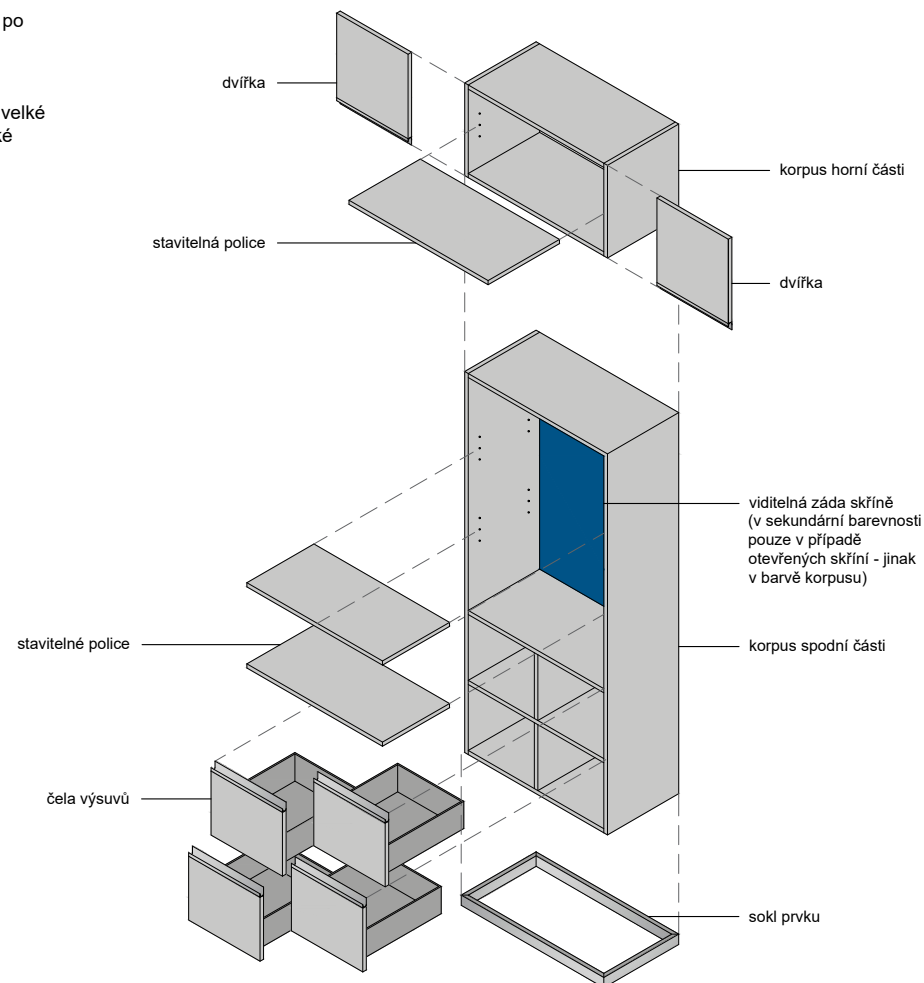 po
velké
ké
dvířka
korpus horní části
stavitelná police
dvířka
viditelná záda skříně
(v sekundární barevnosti
pouze v případě
otevřených skříní - jinak
v barvě korpusu)
stavitelné police
korpus spodní části
čela výsuvů
sokl prvku